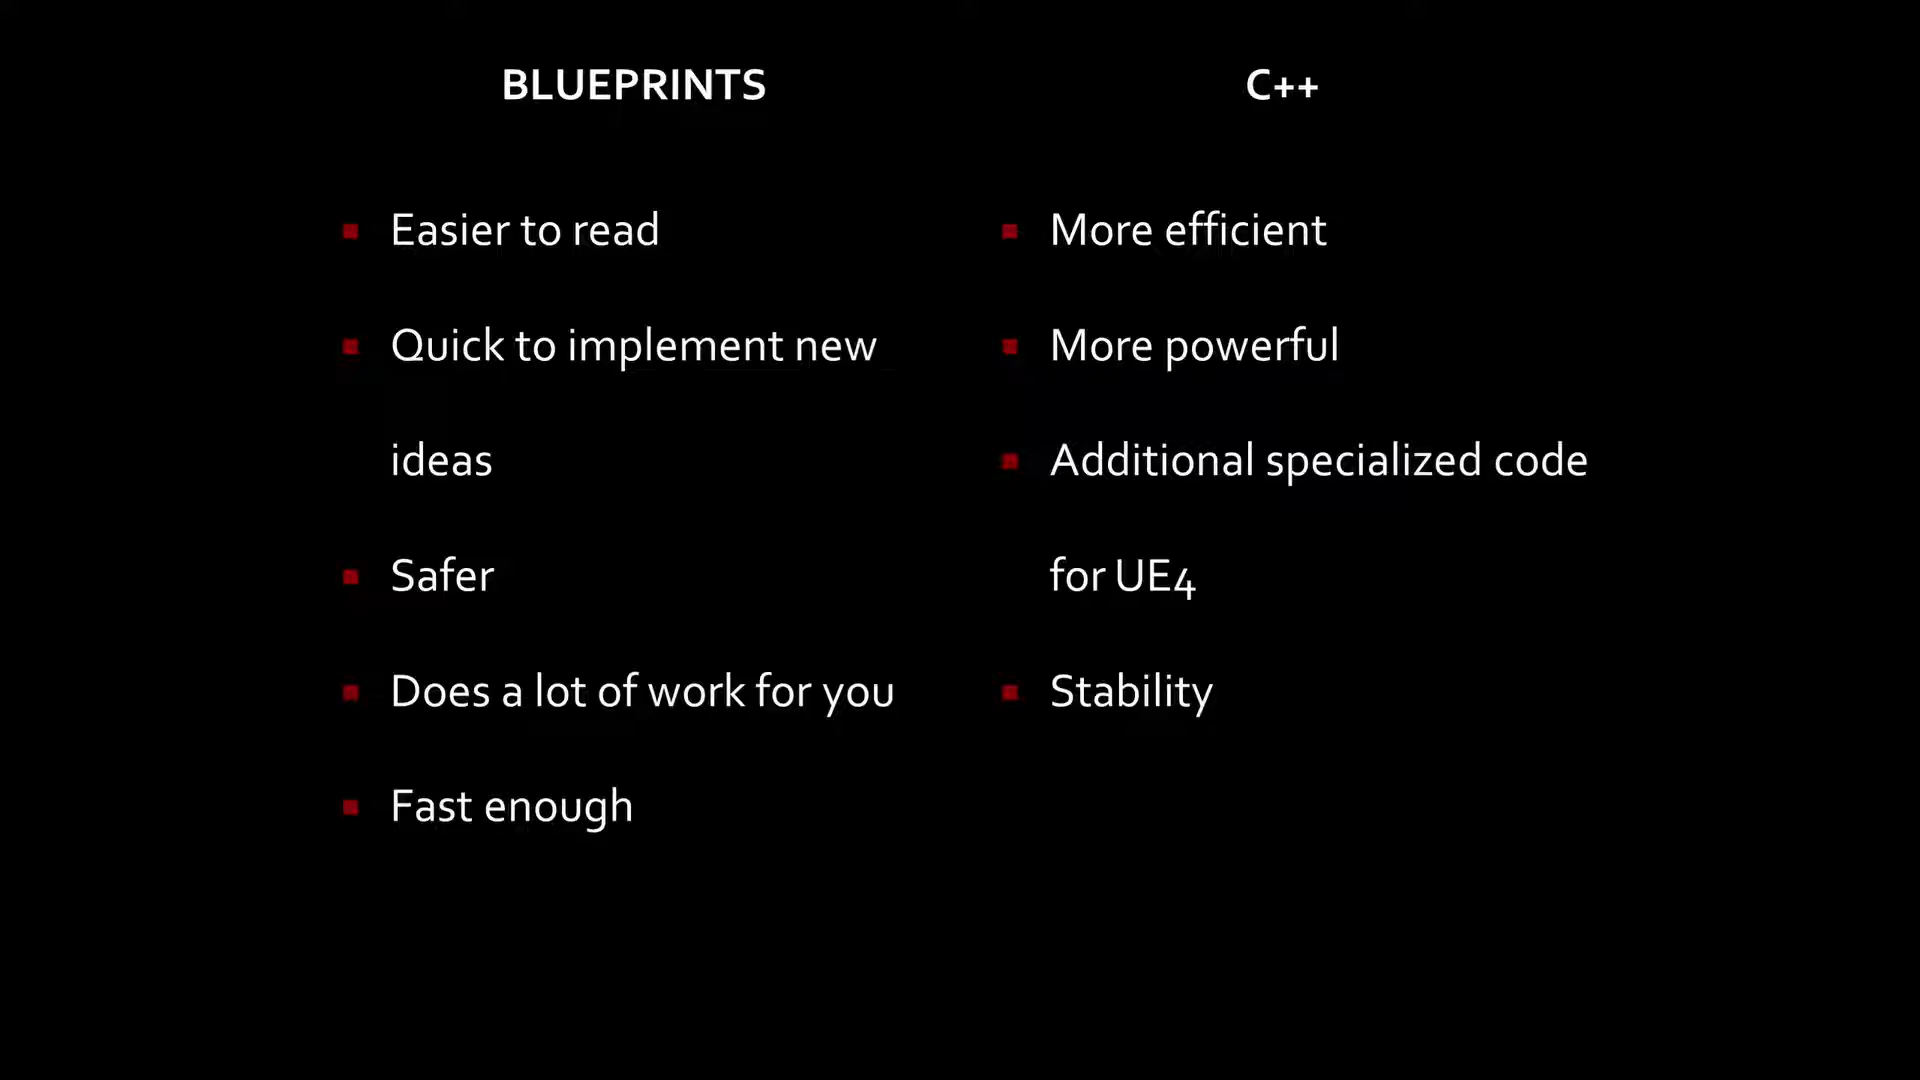 BLUEPRINTS
Easier to read
Quick to implement new
ideas
Safer
Does a lot of work for you
Fast enough
C++
More efficient
More powerful
Additional specialized code
for UE4
Stability